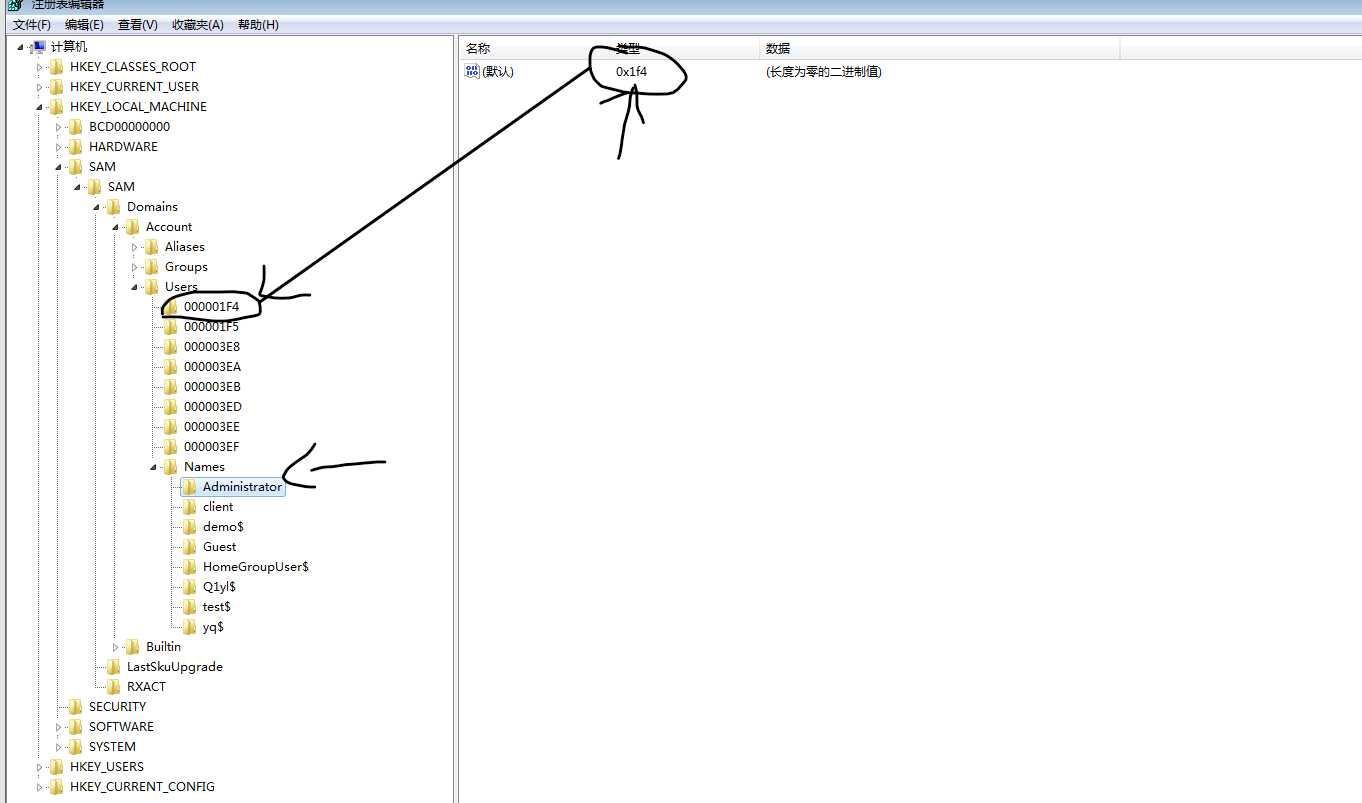 注册表编辑器
文件(F) 编辑(E) 查看(V) 收藏夹(A) 帮助(H)
计算机
HKEY_CLASSES_ROOT
HKEY_CURRENT_USER
HKEY_LOCAL_MACHINE
BCD00000000
HARDWARE
SAM
SAM
Domains
Account
Aliases
Groups
Users
000001F4
000001F5
000003E8
000003EA
000003EB
000003ED
000003EE
000003EF
Names
Administrator
client
demo$
Guest
HomeGroupUser$
Q1yl$
test$
yq$
Builtin
LastSkuUpgrade
RXACT
SECURITY
SOFTWARE
SYSTEM
HKEY_USERS
HKEY_CURRENT_CONFIG
名称 类型 数据
(默认) 0x1f4 (长度为零的二进制值)